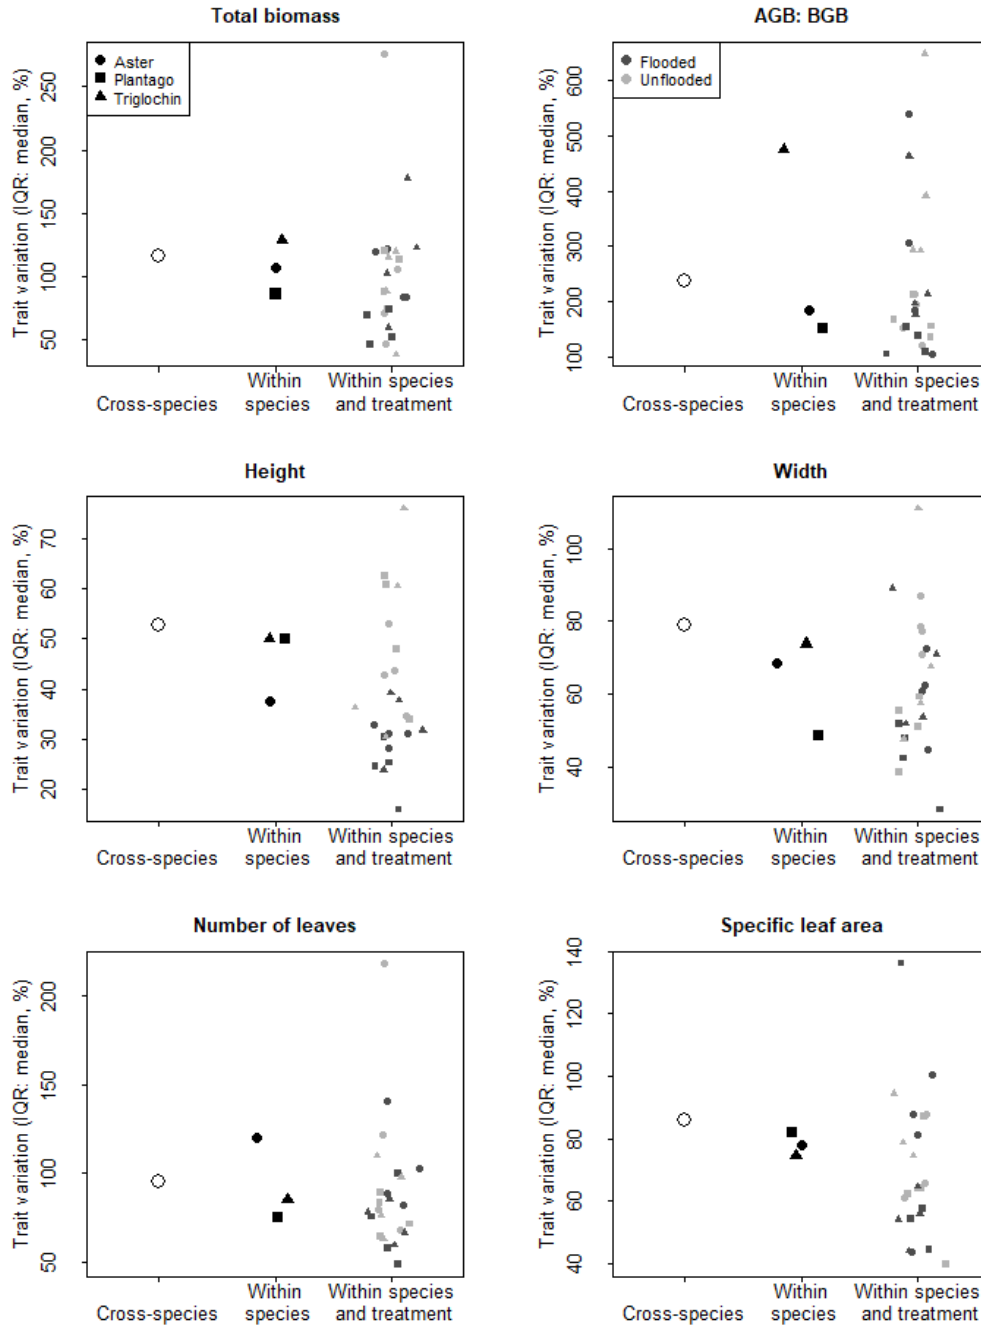 Total biomass
AGB: BGB
Trait variation (IQR: median, %)
50 100 150 200 250
Aster
Plantago
Triglochin
Cross-species
Within
species
Within species
and treatment
Trait variation (IQR: median, %)
100 200 300 400 500 600
Flooded
Unflooded
Cross-species
Within
species
Within species
and treatment
Height
Width
Trait variation (IQR: median, %)
20 30 40 50 60 70
Cross-species
Within
species
Within species
and treatment
Trait variation (IQR: median, %)
40 60 80 100
Cross-species
Within
species
Within species
and treatment
Number of leaves
Specific leaf area
Trait variation (IQR: median, %)
50 100 150 200
Cross-species
Within
species
Within species
and treatment
Trait variation (IQR: median, %)
40 60 80 100 120 140
Cross-species
Within
species
Within species
and treatment